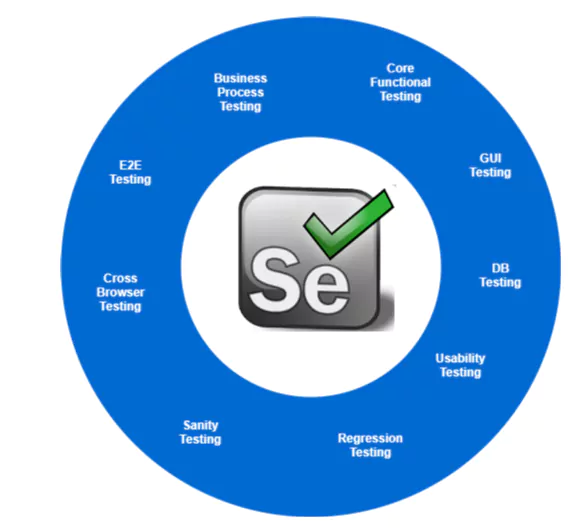 Core
Functional
Testing
GUI
Testing
DB
Testing
Usability
Testing
Regression
Testing
Sanity
Testing
Cross
Browser
Testing
E2E
Testing
Business
Process
Testing
Se